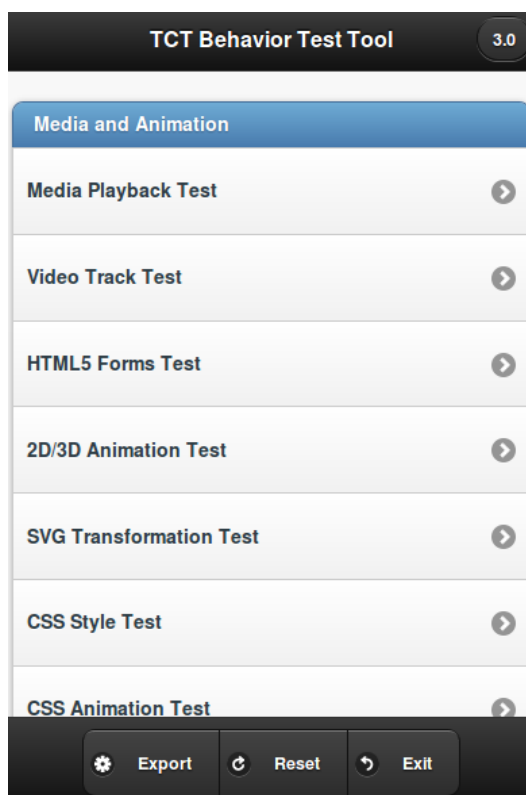 TCT Behavior Test Tool 3.0
Media and Animation
Media Playback Test
Video Track Test
HTML5 Forms Test
2D/3D Animation Test
SVG Transformation Test
CSS Style Test
CSS Animation Test
Export Reset Exit